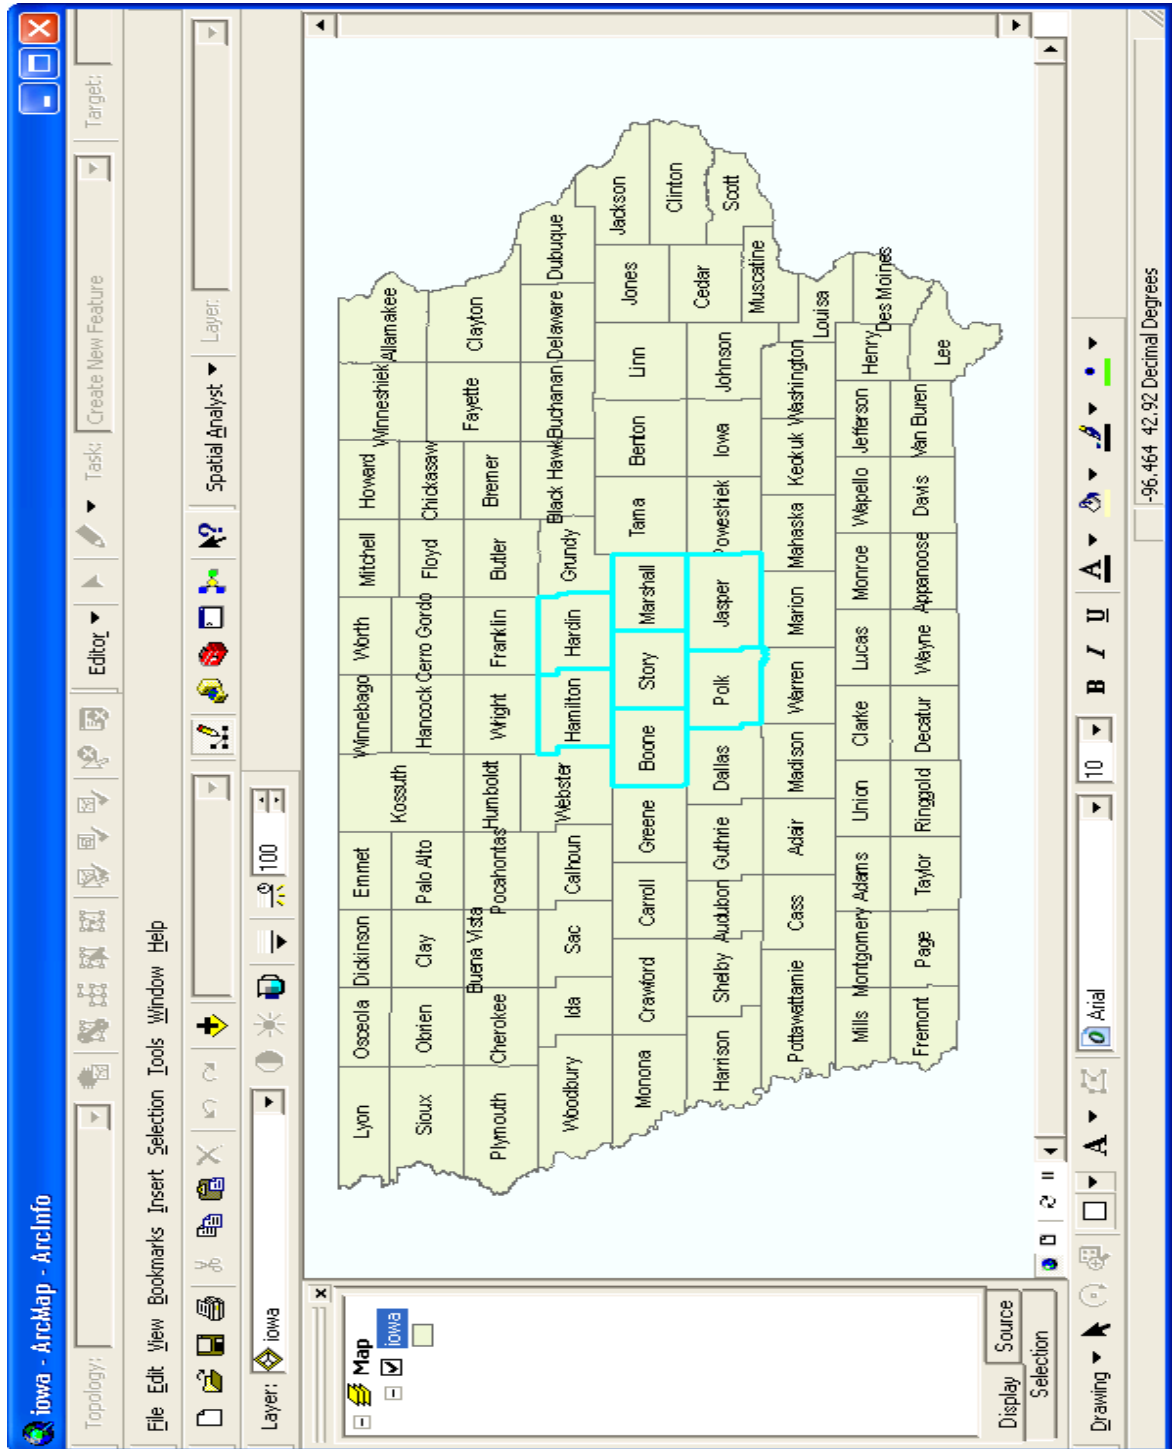 iowa - ArcMap - ArcInfo
Topology: Editor Task: Create New Feature Target:
File Edit View Bookmarks Insert Selection Tools Window Help
Spatial Analyst Layer:
Layer: iowa 100
Map
iowa
Lyon Osceola Dickinson Emmet Winnebago Worth Mitchell Howard Winneshiek Allamakee
Kossuth
Sioux Obrien Clay Palo Alto Hancock Cerro Gordo Floyd Chickasaw
Fayette Clayton
Plymouth Cherokee Buena Vista Pocahontas Humboldt Wright Franklin Butler Bremer
Woodbury Ida Sac Calhoun Webster Hamilton Hardin Grundy Black Hawk Buchanan Delaware Dubuque
Monona Crawford Carroll Greene Boone Story Marshall Tama Benton Linn Jones Jackson
Clinton
Harrison Shelby Audubon Guthrie Dallas Polk Jasper Poweshiek Iowa Johnson Cedar Scott
Muscatine
Pottawattamie Cass Adair Madison Warren Marion Mahaska Keokuk Washington Louisa
Mills Montgomery Adams Union Clarke Lucas Monroe Wapello Jefferson Henry Des Moines
Fremont Page Taylor Ringgold Decatur Wayne Appanoose Davis Van Buren Lee
Display Source
Selection
Drawing A Arial 10 B I U A
-96.464 42.92 Decimal Degrees